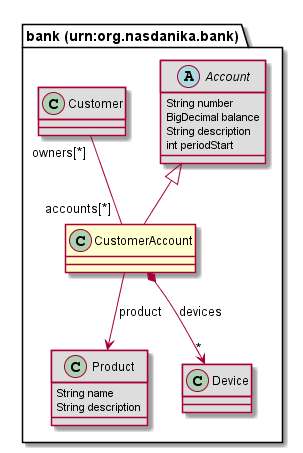 bank (urn:org.nasdanika.bank)
A Account
String number
BigDecimal balance
String description
int periodStart
C Customer
owners[*]
accounts[*]
C CustomerAccount
product
devices
*
C Product
String name
String description
C Device